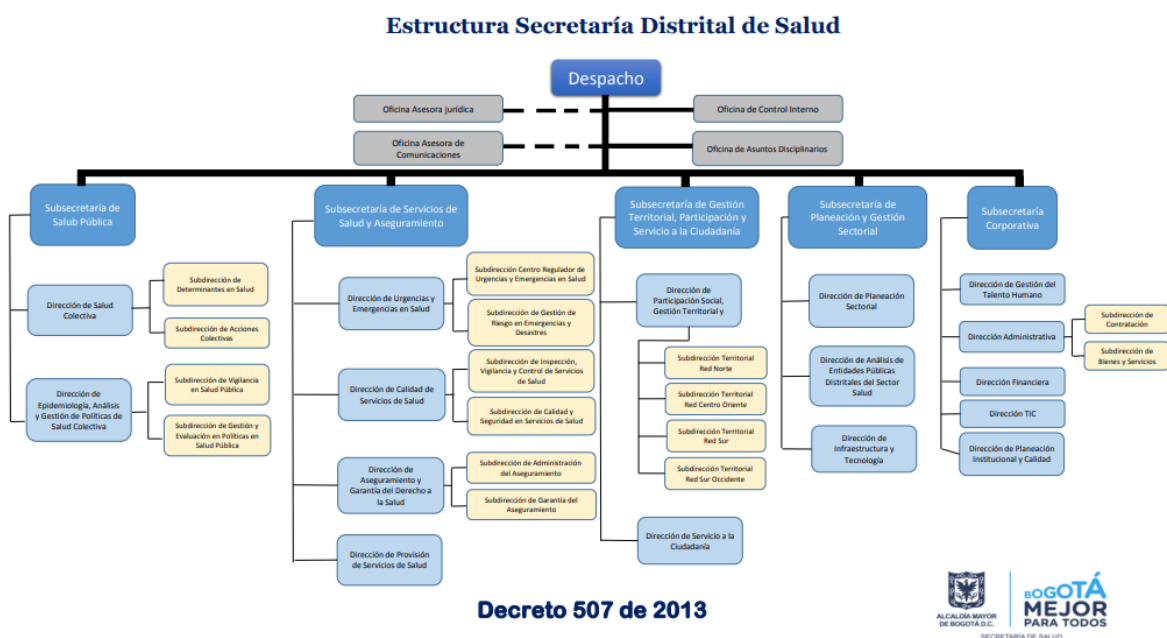 Estructura Secretaría Distrital de Salud
Despacho
Oficina Asesora jurídica
Oficina de Control Interno
Oficina Asesora de
Comunicaciones
Oficina de Asuntos Disciplinarios
Subsecretaría de
Salub Pública
Subsecretaría de Servicios de
Salud y Aseguramiento
Subsecretaría de Gestión
Territorial, Participación y
Servicio a la Ciudadanía
Subsecretaría de
Planeación y Gestión
Sectorial
Subsecretaría
Corporativa
Dirección de Salud
Colectiva
Subdirección de
Determinantes en Salud
Subdirección de Acciones
Colectivas
Dirección de
Epidemiología, Análisis
y Gestión de Políticas de
Salud Colectiva
Subdirección de Vigilancia
en Salud Pública
Subdirección de Gestión y
Evaluación en Políticas en
Salud Pública
Dirección de Urgencias y
Emergencias en Salud
Subdirección Centro Regulador de
Urgencias y Emergencias en Salud
Subdirección de Gestión de
Riesgo en Emergencias y
Desastres
Dirección de Calidad de
Servicios de Salud
Subdirección de Inspección,
Vigilancia y Control de Servicios
de Salud
Subdirección de Calidad y
Seguridad en Servicios de Salud
Dirección de
Aseguramiento y
Garantía del Derecho a
la Salud
Subdirección de Administración
del Aseguramiento
Subdirección de Garantía del
Aseguramiento
Dirección de Provisión
de Servicios de Salud
Dirección de
Participación Social,
Gestión Territorial y
Subdirección Territorial
Red Norte
Subdirección Territorial
Red Centro Oriente
Subdirección Territorial
Red Sur
Subdirección Territorial
Red Sur Occidente
Dirección de Servicio a la
Ciudadanía
Dirección de Planeación
Sectorial
Dirección de Análisis de
Entidades Públicas
Distritales del Sector
Salud
Dirección de
Infraestructura y
Tecnología
Dirección de Gestión del
Talento Humano
Dirección Administrativa
Subdirección de
Contratación
Subdirección de
Bienes y Servicios
Dirección Financiera
Dirección TIC
Dirección de Planeación
Institucional y Calidad
Decreto 507 de 2013
ALCALDÍA MAYOR
DE BOGOTÁ D.C.
SECRETARÍA DE SALUD
BOGOTÁ
MEJOR
PARA TODOS